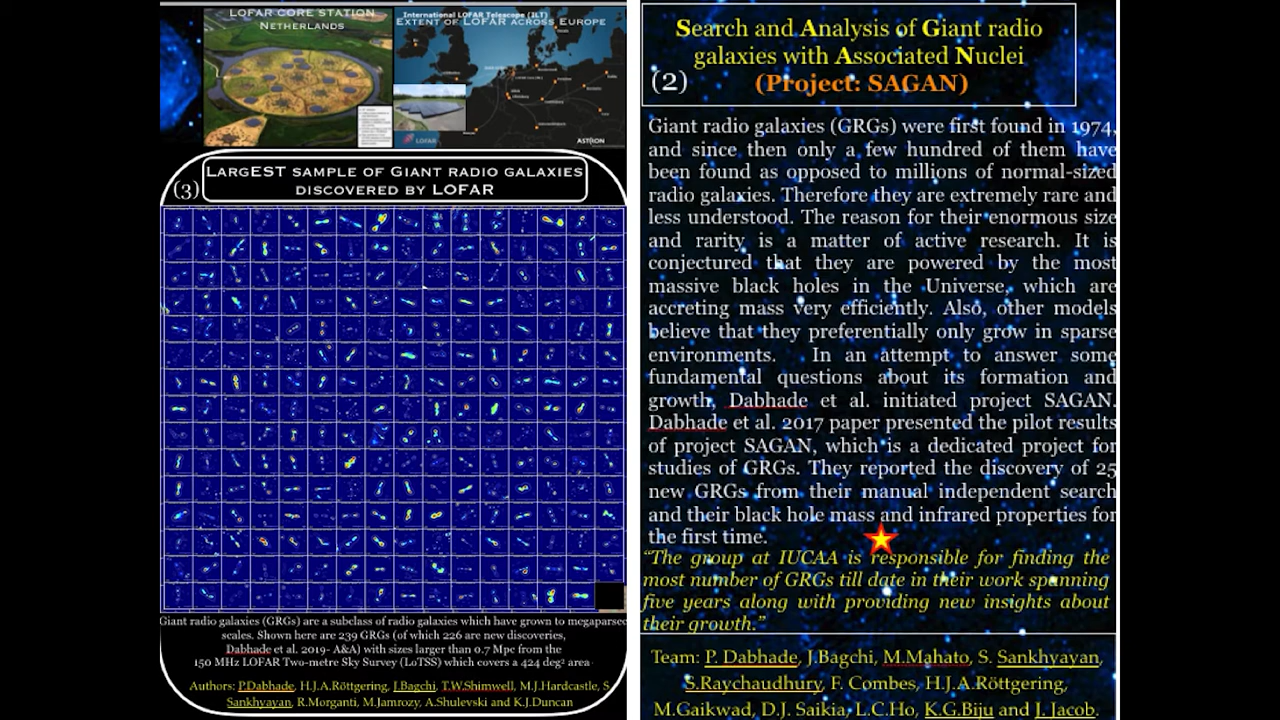 LOFAR CORE STATION
NETHERLANDS
International LOFAR Telescope (ILT)
EXTENT OF LOFAR ACROSS EUROPE
LOFAR
ASTRON
(3)
LARGEST SAMPLE OF GIANT RADIO GALAXIES
DISCOVERED BY LOFAR
Giant radio galaxies (GRGs) are a subclass of radio galaxies which have grown to megaparsec
scales. Shown here are 239 GRGs (of which 226 are new discoveries,
Dabhade et al. 2019- A&A) with sizes larger than 0.7 Mpc from the
150 MHz LOFAR Two-metre Sky Survey (LoTSS) which covers a 424 deg² area.
Authors: P.Dabhade, H.J.A.Röttgering, J.Bagchi, T.W.Shimwell, M.J.Hardcastle, S.
Sankhyayan, R.Morganti, M.Jamrozy, A.Shulevski and K.J.Duncan
Search and Analysis of Giant radio
galaxies with Associated Nuclei
(2) (Project: SAGAN)
Giant radio galaxies (GRGs) were first found in 1974,
and since then only a few hundred of them have
been found as opposed to millions of normal-sized
radio galaxies. Therefore they are extremely rare and
less understood. The reason for their enormous size
and rarity is a matter of active research. It is
conjectured that they are powered by the most
massive black holes in the Universe, which are
accreting mass very efficiently. Also, other models
believe that they preferentially only grow in sparse
environments. In an attempt to answer some
fundamental questions about its formation and
growth, Dabhade et al. initiated project SAGAN.
Dabhade et al. 2017 paper presented the pilot results
of project SAGAN, which is a dedicated project for
studies of GRGs. They reported the discovery of 25
new GRGs from their manual independent search
and their black hole mass and infrared properties for
the first time.
“The group at IUCAA is responsible for finding the
most number of GRGs till date in their work spanning
five years along with providing new insights about
their growth.”
Team: P. Dabhade, J.Bagchi, M.Mahato, S. Sankhyayan,
S.Raychaudhury, F. Combes, H.J.A.Röttgering,
M.Gaikwad, D.J. Saikia, L.C.Ho, K.G.Biju and J. Jacob.